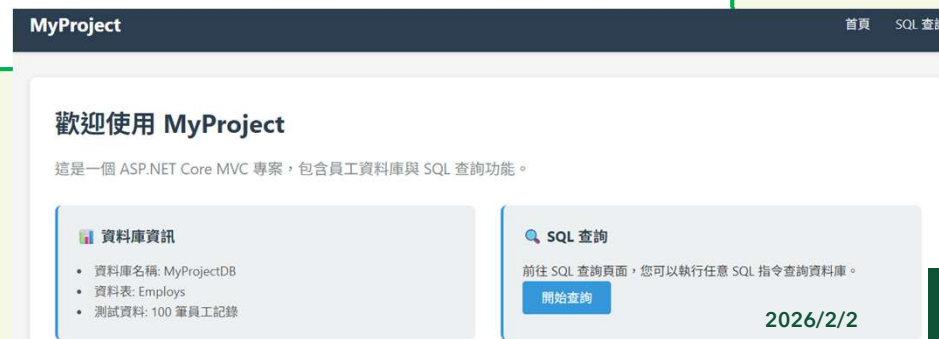 MyProject
首頁 SQL 查詢
歡迎使用 MyProject
這是一個 ASP.NET Core MVC 專案，包含員工資料庫與 SQL 查詢功能。
資料庫資訊
• 資料庫名稱: MyProjectDB
• 資料表: Employs
• 測試資料: 100 筆員工記錄
SQL 查詢
前往 SQL 查詢頁面，您可以執行任意 SQL 指令查詢資料庫。
開始查詢
2026/2/2